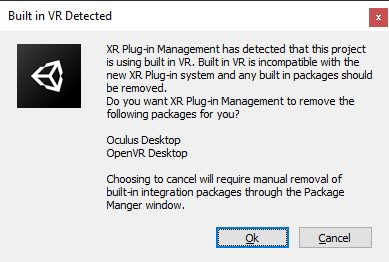 Built in VR Detected
x
XR Plug-in Management has detected that this project
is using built in VR. Built in VR is incompatible with the
new XR Plug-in system and any built in packages should
be removed.
Do you want XR Plug-in Management to remove the
following packages for you?
Oculus Desktop
OpenVR Desktop
Choosing to cancel will require manual removal of
built-in integration packages through the Package
Manger window.
Ok
Cancel